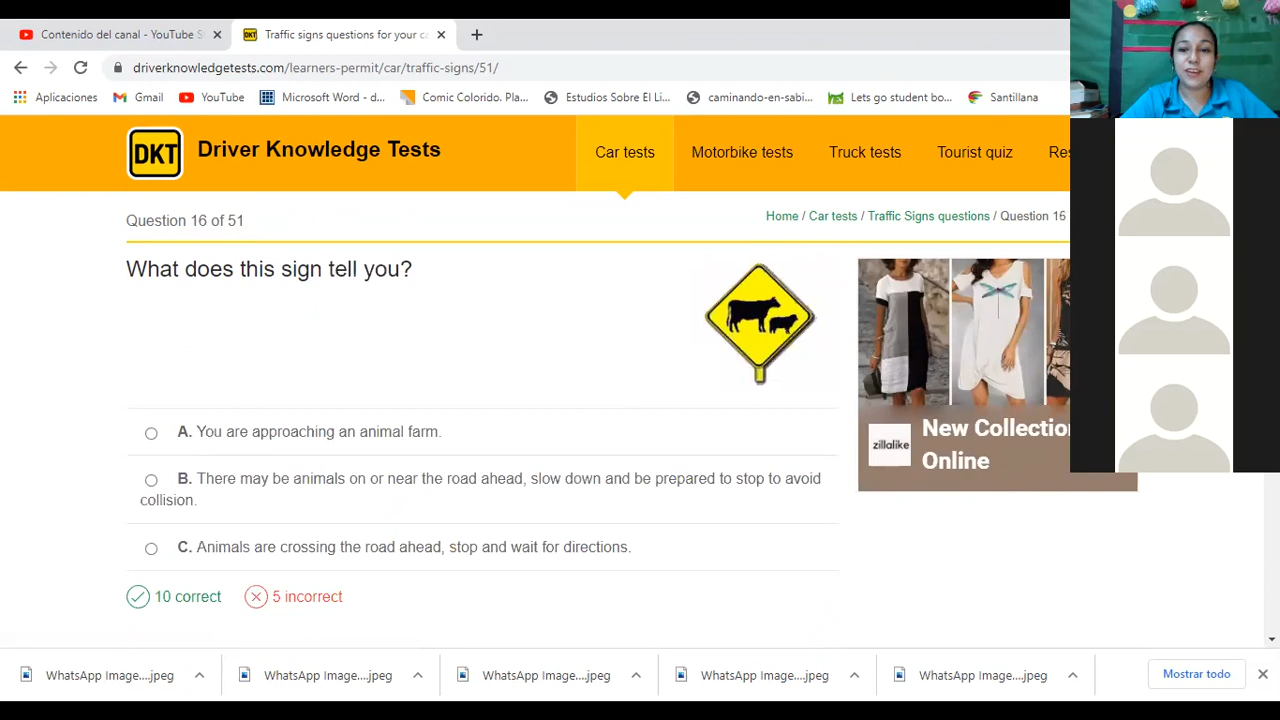 Contenido del canal - YouTube S
Traffic signs questions for your ca
driverknowledgetests.com/learners-permit/car/traffic-signs/51/
Aplicaciones
Gmail
YouTube
Microsoft Word - d...
Comic Colorido. Pla...
Estudios Sobre El Li...
caminando-en-sabi...
Lets go student bo...
Santillana
DKT
Driver Knowledge Tests
Car tests
Motorbike tests
Truck tests
Tourist quiz
Res
Question 16 of 51
Home / Car tests / Traffic Signs questions / Question 16
What does this sign tell you?
A. You are approaching an animal farm.
B. There may be animals on or near the road ahead, slow down and be prepared to stop to avoid
collision.
C. Animals are crossing the road ahead, stop and wait for directions.
10 correct
5 incorrect
zillalike
New Collection
Online
WhatsApp Image....jpeg
WhatsApp Image....jpeg
WhatsApp Image....jpeg
WhatsApp Image....jpeg
WhatsApp Image....jpeg
Mostrar todo